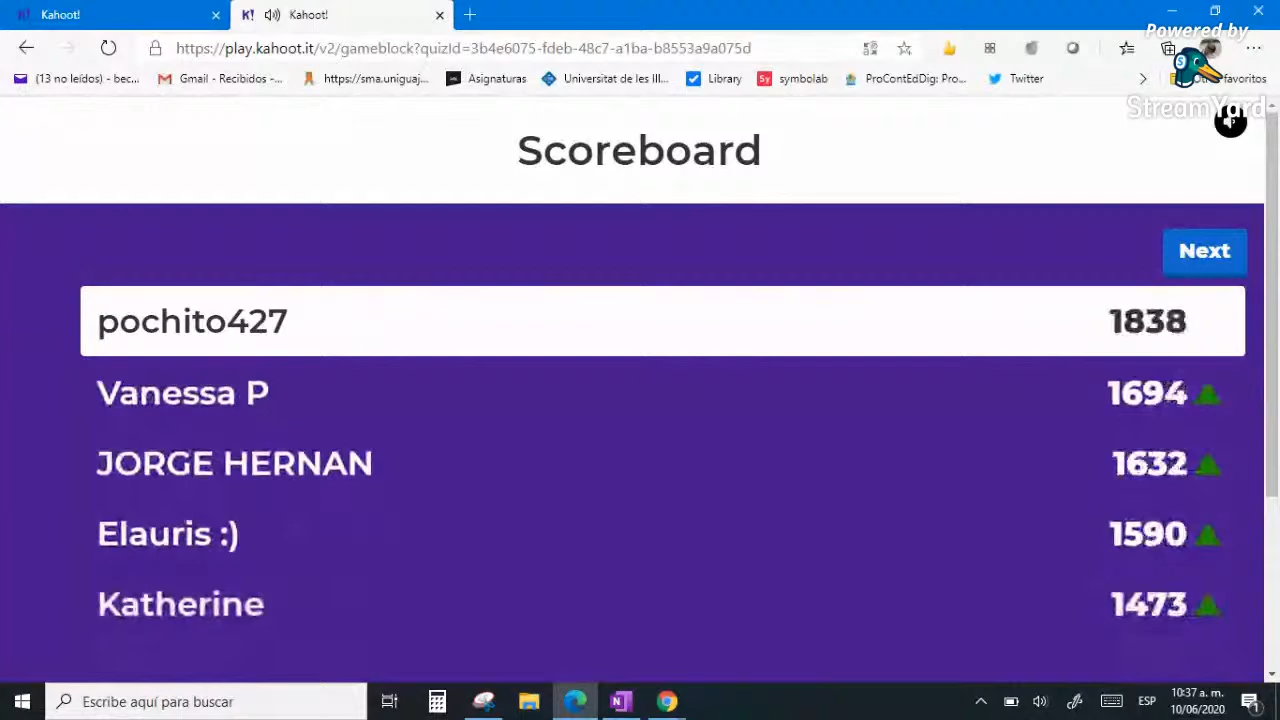 K! Kahoot!
K! Kahoot!
Powered by
https://play.kahoot.it/v2/gameblock?quizId=3b4e6075-fdeb-48c7-a1ba-b8553a9a075d
(13 no leídos) - bec... Gmail - Recibidos -... https://sma.uniguaj... Asignaturas Universitat de les Ill... Library Sy symbolab ProContEdDig: Pro... Twitter favoritos
StreamYard
Scoreboard
Next
pochito427 1838
Vanessa P 1694
JORGE HERNAN 1632
Elauris :) 1590
Katherine 1473
Escribe aquí para buscar
ESP
10:37 a. m.
10/06/2020